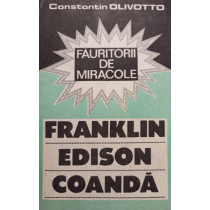 Constantin OLIVOTTO
FAURITORII
DE
MIRACOLE
FRANKLIN
EDISON
COANDĂ